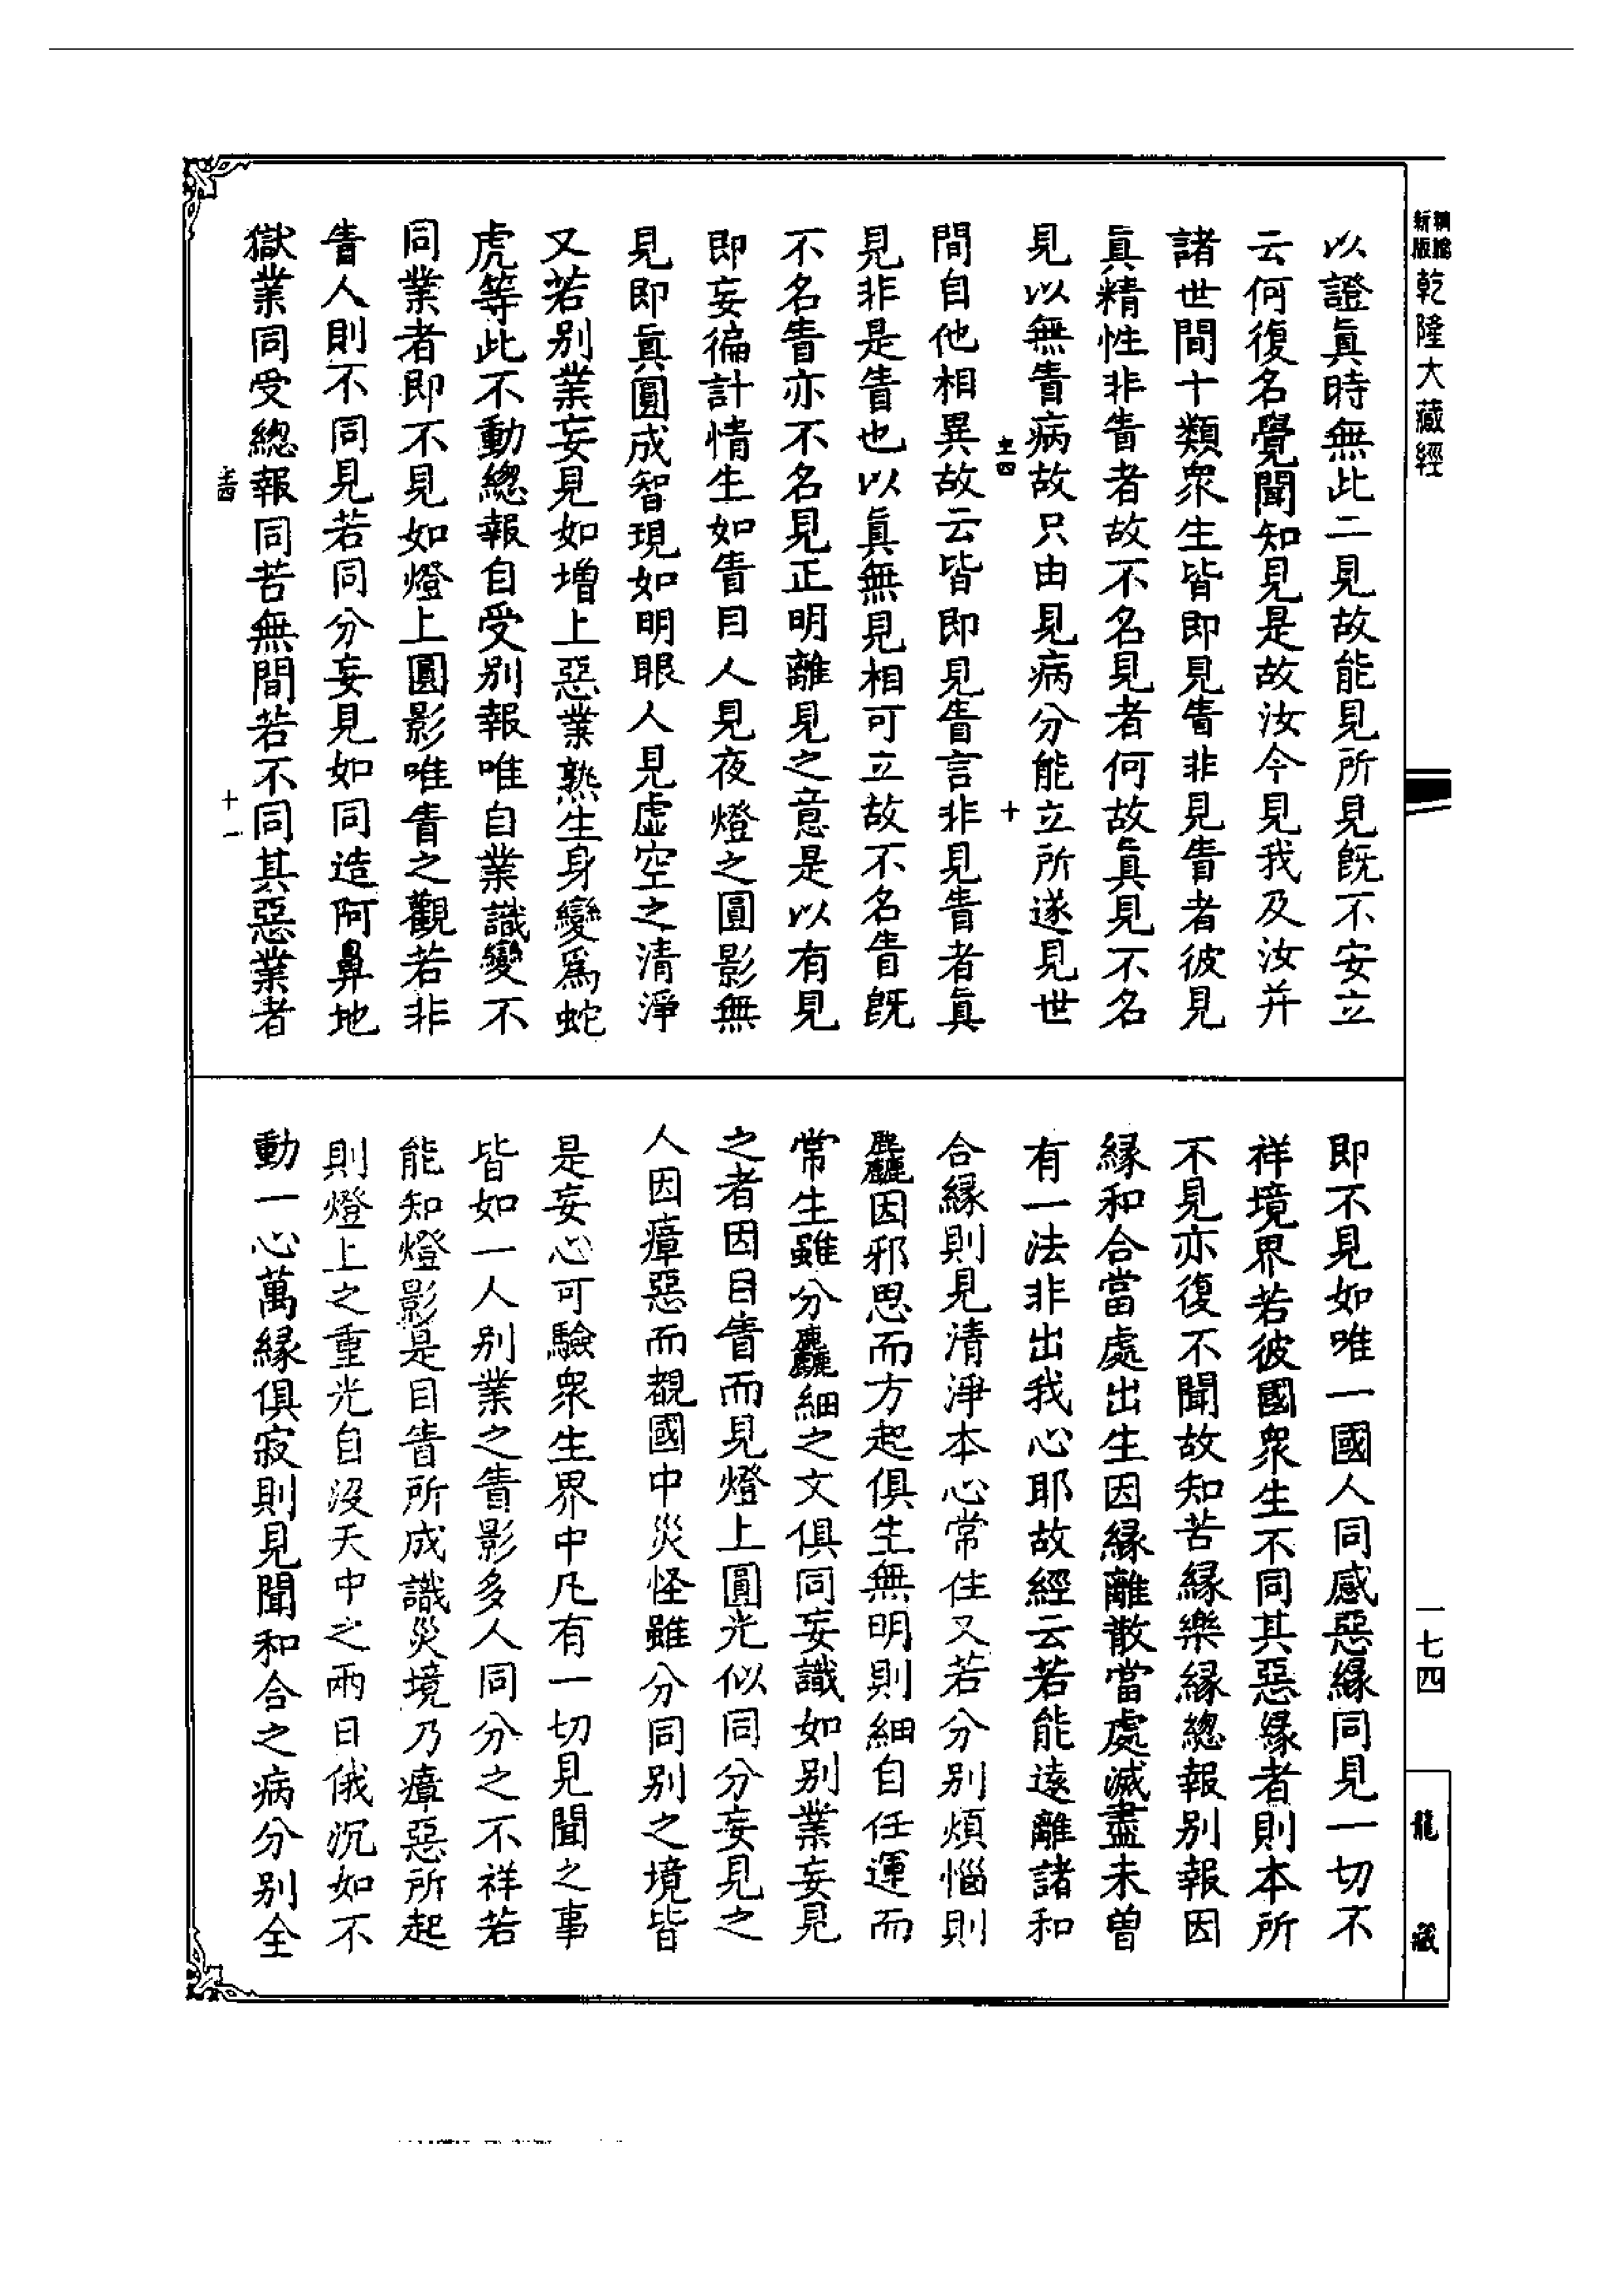 新版精縮乾隆大藏經
以證眞時無此二見故能見所見旣不安立
云何復名覺聞知見是故汝今見我及汝并
諸世間十類衆生皆即見眚非見眚者彼見
眞精性非眚者故不名見者何故眞見不名
見以無眚病故只由見病分能立所遂見世
間自他相異故云皆即見眚言非見眚者眞
見非是眚也以眞無見相可立故不名眚旣
不名眚亦不名見正明離見之意是以有見
即妄徧計情生如眚目人見夜燈之圓影無
見即眞圓成智現如明眼人見虛空之清淨
又若別業妄見如增上惡業熟生身變爲蛇
虎等此不動總報自受別報唯自業識變不
同業者即不見如燈上圓影唯眚之觀若非
眚人則不同見若同分妄見如同造阿鼻地
獄業同受總報同苦無間若不同其惡業者
十
十一
即不見如唯一國人同感惡緣同見一切不
祥境界若彼國衆生不同其惡緣者則本所
不見亦復不聞故知苦緣樂緣總報別報因
緣和合當處出生因緣離散當處滅盡未曾
有一法非出我心耶故經云若能遠離諸和
合緣則見清淨本心常住又若分別煩惱則
麤因邪思而方起俱生無明則細自任運而
常生雖分麤細之文俱同妄識如別業妄見
之者因目眚而見燈上圓光似同分妄見之
人因瘴惡而覩國中災怪雖分同別之境皆
是妄心可驗衆生界中凡有一切見聞之事
皆如一人別業之眚影多人同分之不祥若
能知燈影是目眚所成識災境乃瘴惡所起
則燈上之重光自沒天中之兩日俄沉如不
動一心萬緣俱寂則見聞和合之病分別全
一七四
龍藏